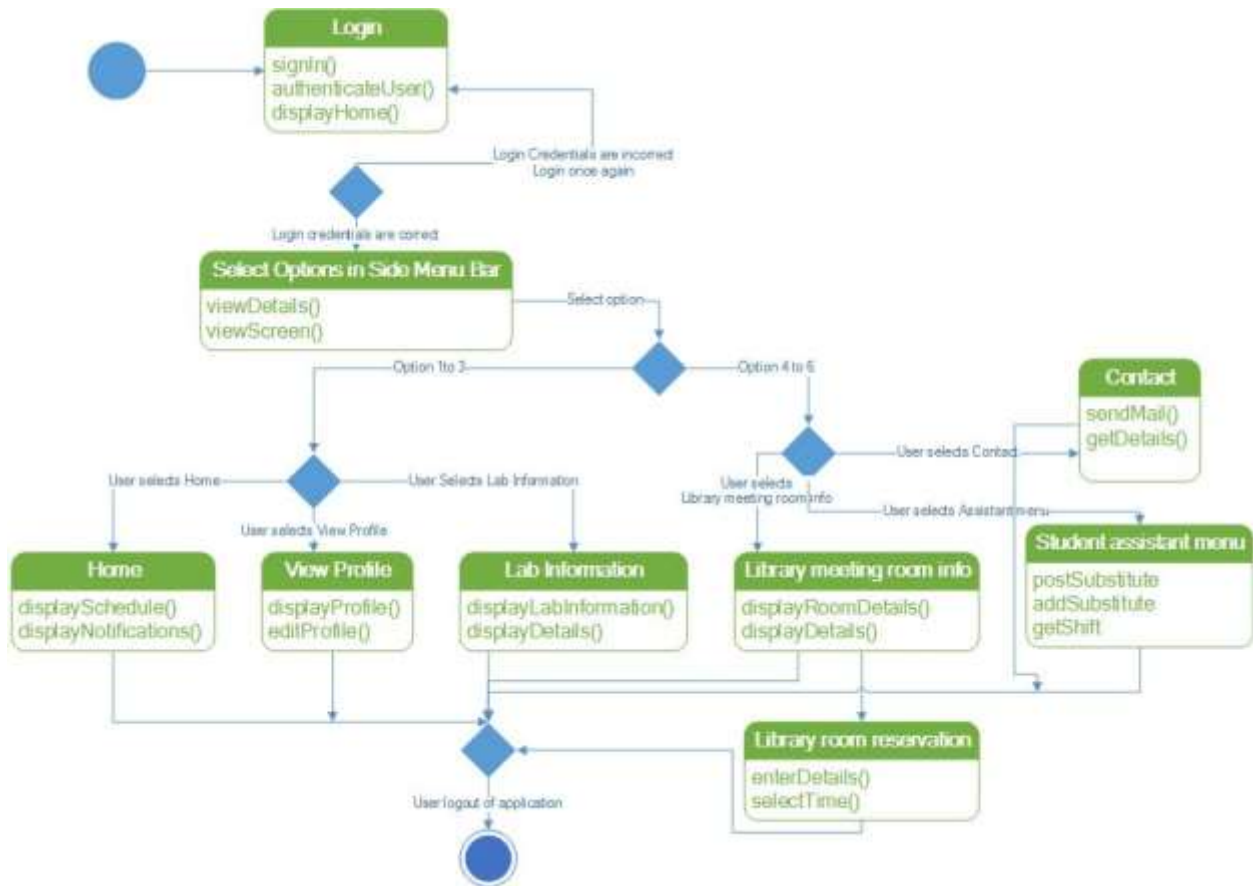 Login
signIn()
authenticateUser()
displayHome()
Login Credentials are incorrect
Login once again
Login credentials are correct
Select Options in Side Menu Bar
viewDetails()
viewScreen()
Select option
Option 1to 3
Option 4 to 6
Contact
sendMail()
getDetails()
User selects Contact
User selects Home
User Selects Lab Information
User selects
Library meeting room info
User selects Assistant menu
User selects View Profile
Home
displaySchedule()
displayNotifications()
View Profile
displayProfile()
editProfile()
Lab Information
displayLabInformation()
displayDetails()
Library meeting room info
displayRoomDetails()
displayDetails()
Student assistant menu
postSubstitute
addSubstitute
getShift
Library room reservation
enterDetails()
selectTime()
User logout of application